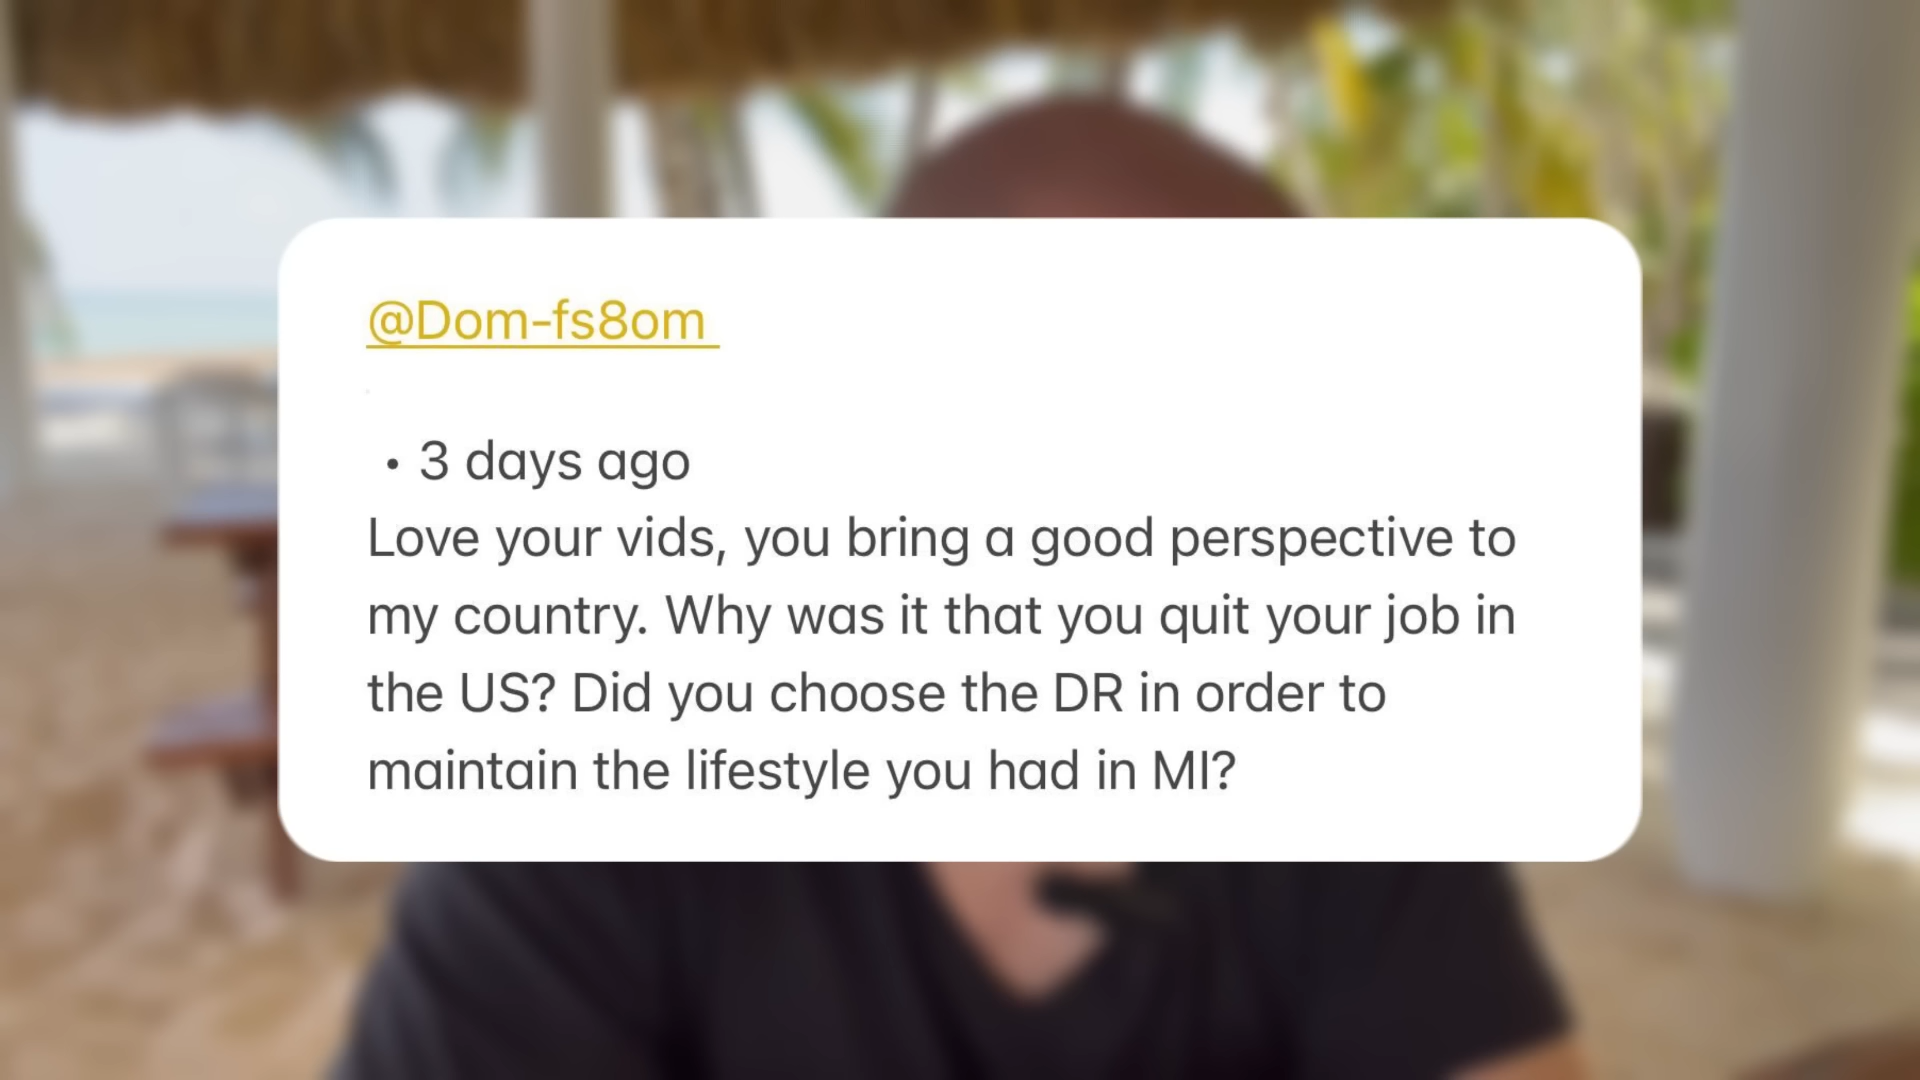 @Dom-fs8om
• 3 days ago
Love your vids, you bring a good perspective to
my country. Why was it that you quit your job in
the US? Did you choose the DR in order to
maintain the lifestyle you had in MI?